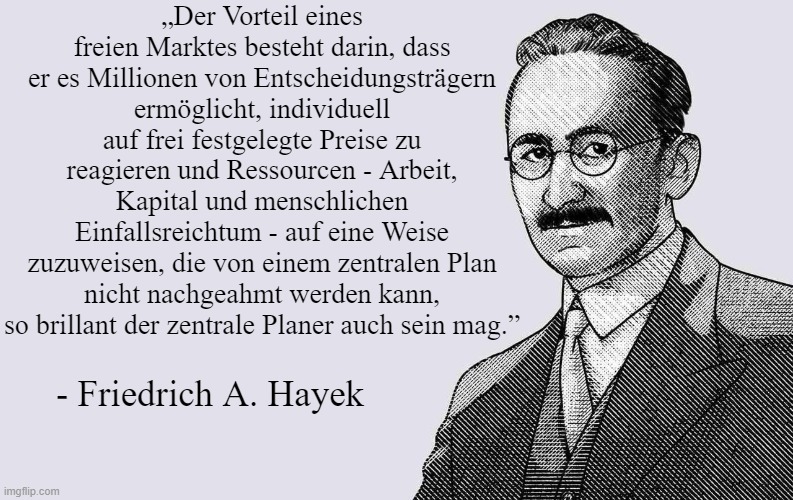 „Der Vorteil eines
freien Marktes besteht darin, dass
er es Millionen von Entscheidungsträgern
ermöglicht, individuell
auf frei festgelegte Preise zu
reagieren und Ressourcen - Arbeit,
Kapital und menschlichen
Einfallsreichtum - auf eine Weise
zuzuweisen, die von einem zentralen Plan
nicht nachgeahmt werden kann,
so brillant der zentrale Planer auch sein mag.”
- Friedrich A. Hayek
imgflip.com